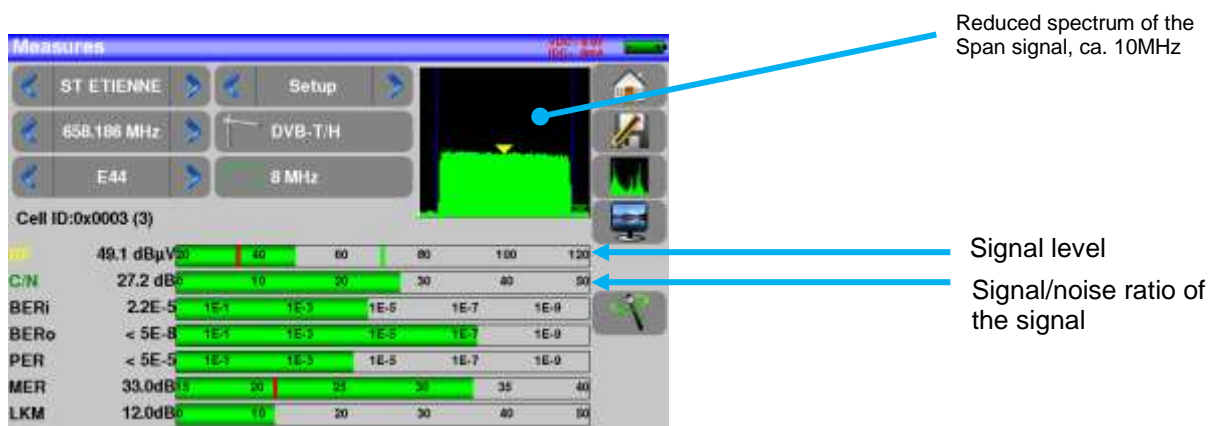 Reduced spectrum of the
Span signal, ca. 10MHz
Measures
ST ETIENNE
Setup
658.186 MHz
DVB-T/H
E44
8 MHz
Cell ID:0x0003 (3)
49.1 dBµV 20 40 60 80 100 120
Signal level
C/N 27.2 dB 0 10 20 30 40 50
Signal/noise ratio of
the signal
BERi 2.2E-5 1E-1 1E-3 1E-5 1E-7 1E-9
BERo < 5E-8 1E-1 1E-3 1E-5 1E-7 1E-9
PER < 5E-5 1E-1 1E-3 1E-5 1E-7 1E-9
MER 33.0dB 15 20 25 30 35 40
LKM 12.0dB 0 10 20 30 40 50